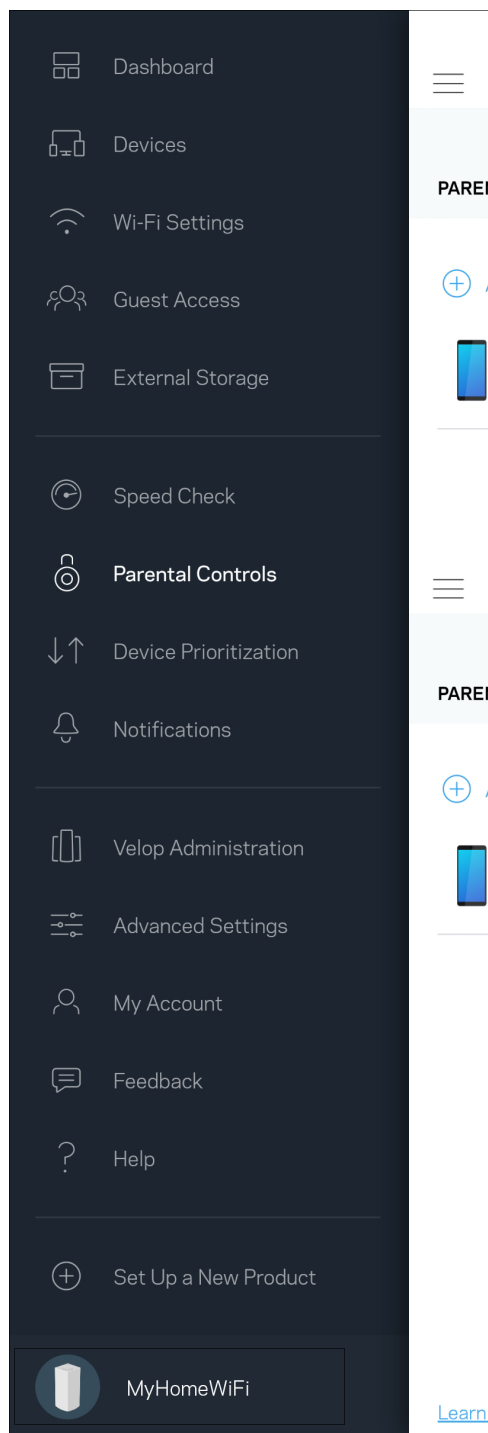 Dashboard
Devices
Wi-Fi Settings
Guest Access
External Storage
Speed Check
Parental Controls
Device Prioritization
Notifications
Velop Administration
Advanced Settings
My Account
Feedback
Help
Set Up a New Product
MyHomeWiFi
Learn